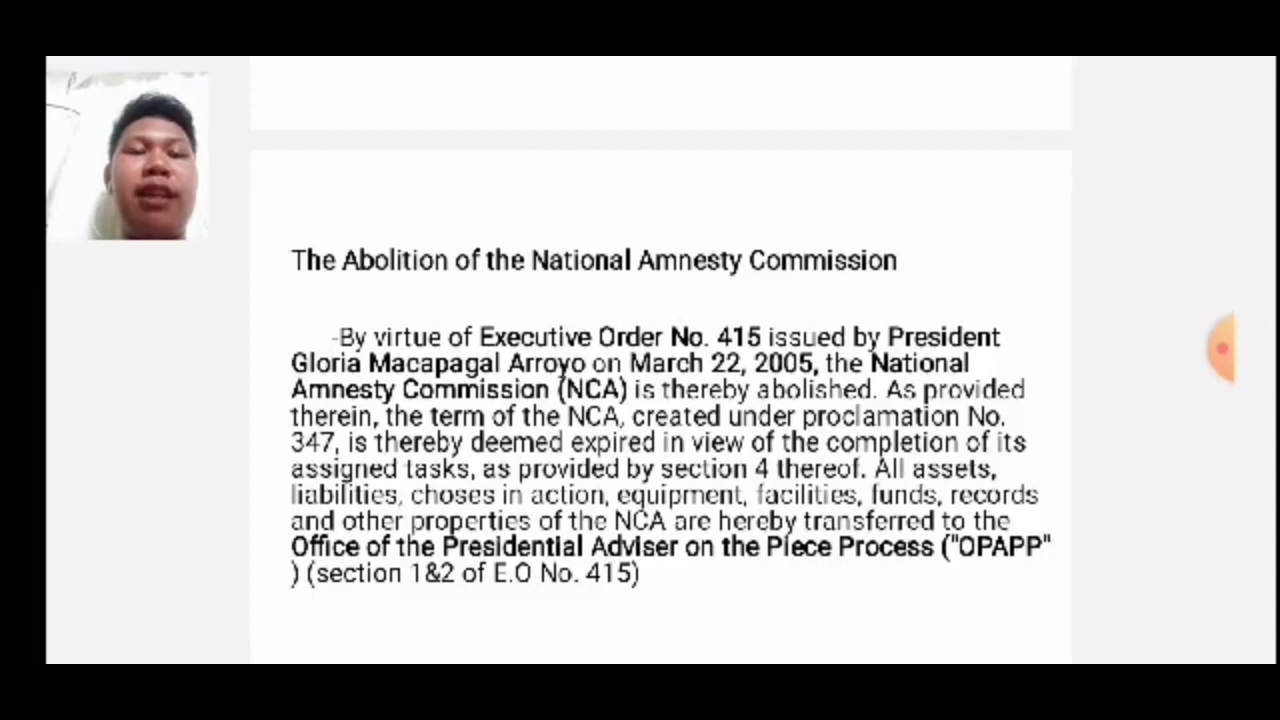 The Abolition of the National Amnesty Commission
-By virtue of Executive Order No. 415 issued by President
Gloria Macapagal Arroyo on March 22, 2005, the National
Amnesty Commission (NCA) is thereby abolished. As provided
therein, the term of the NCA, created under proclamation No.
347, is thereby deemed expired in view of the completion of its
assigned tasks, as provided by section 4 thereof. All assets,
liabilities, choses in action, equipment, facilities, funds, records
and other properties of the NCA are hereby transferred to the
Office of the Presidential Adviser on the Piece Process ("OPAPP"
) (section 1&2 of E.O No. 415)